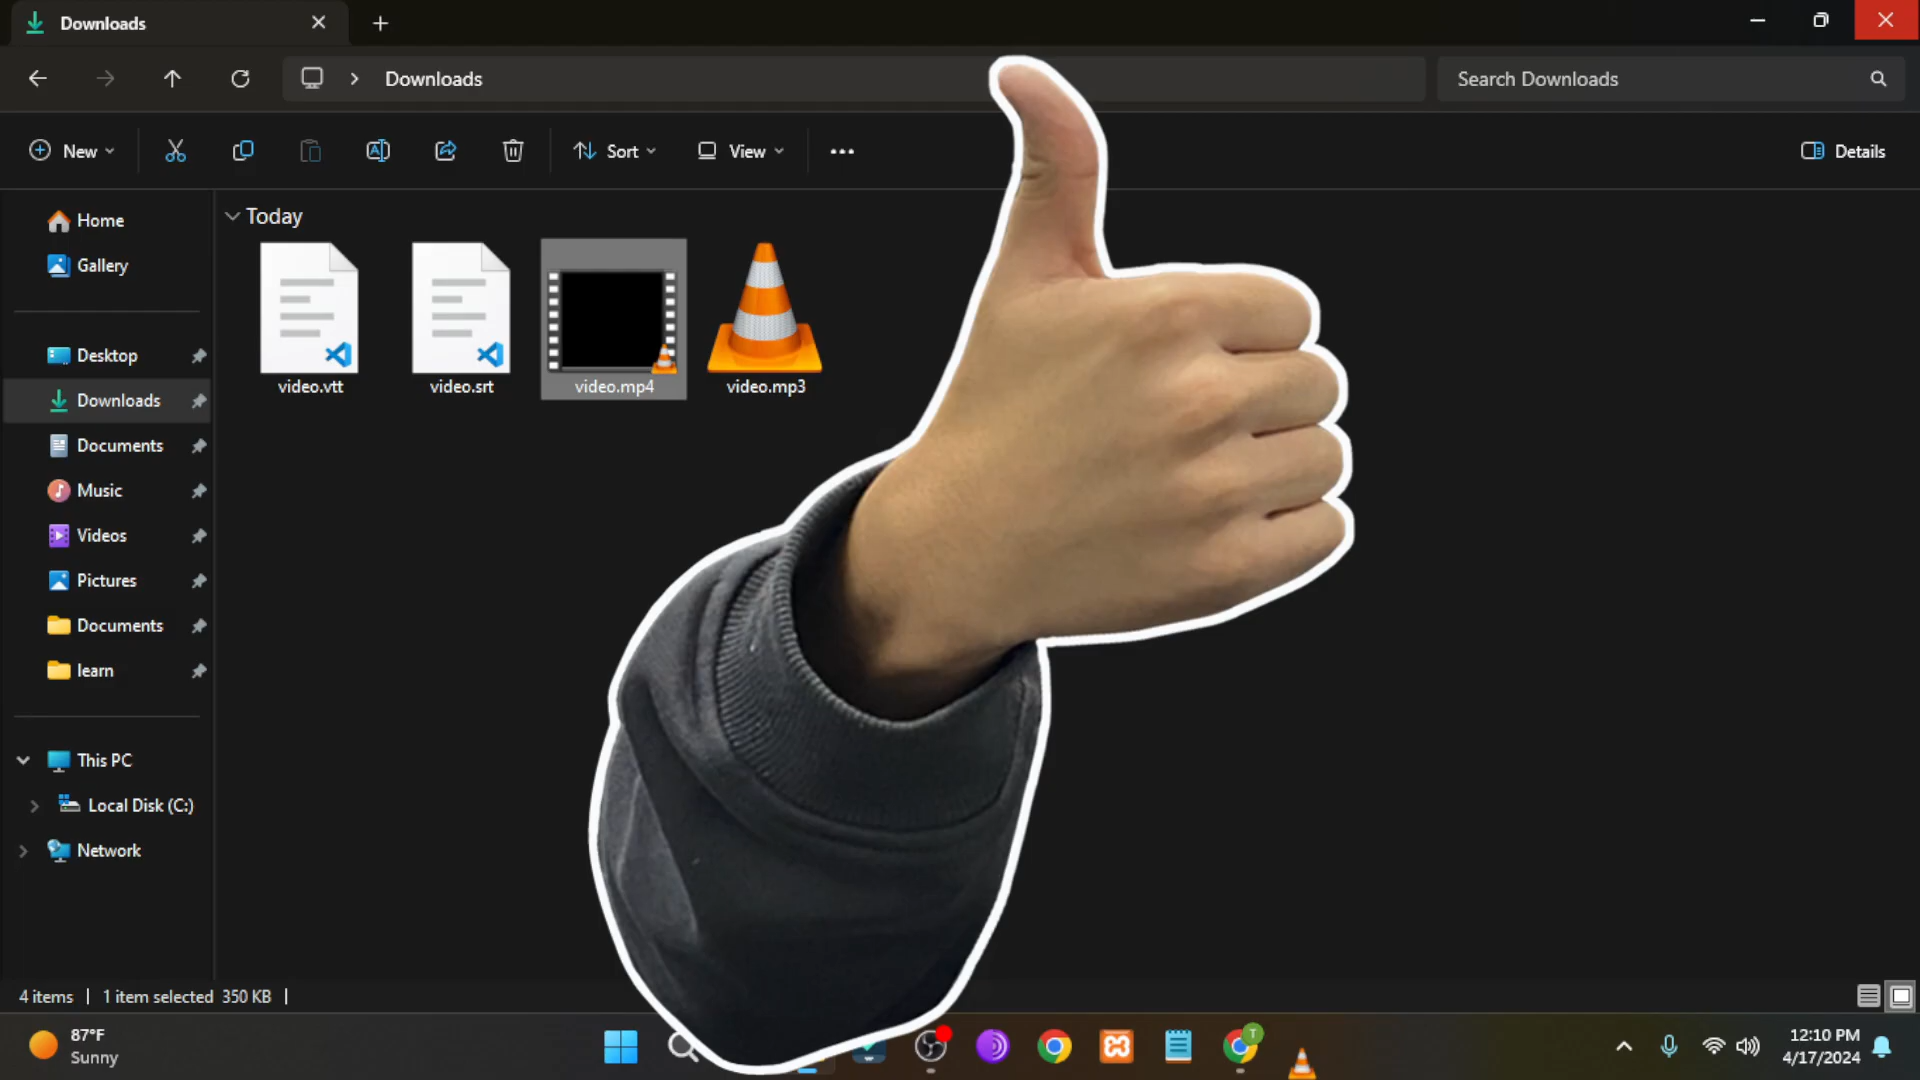 Downloads
Downloads
Search Downloads
New
Sort
View
Details
Home
Gallery
Desktop
Downloads
Documents
Music
Videos
Pictures
Documents
learn
This PC
Local Disk (C:)
Network
Today
video.vtt
video.srt
video.mp4
video.mp3
4 items
1 item selected 350 KB
87°F
Sunny
T
12:10 PM
4/17/2024